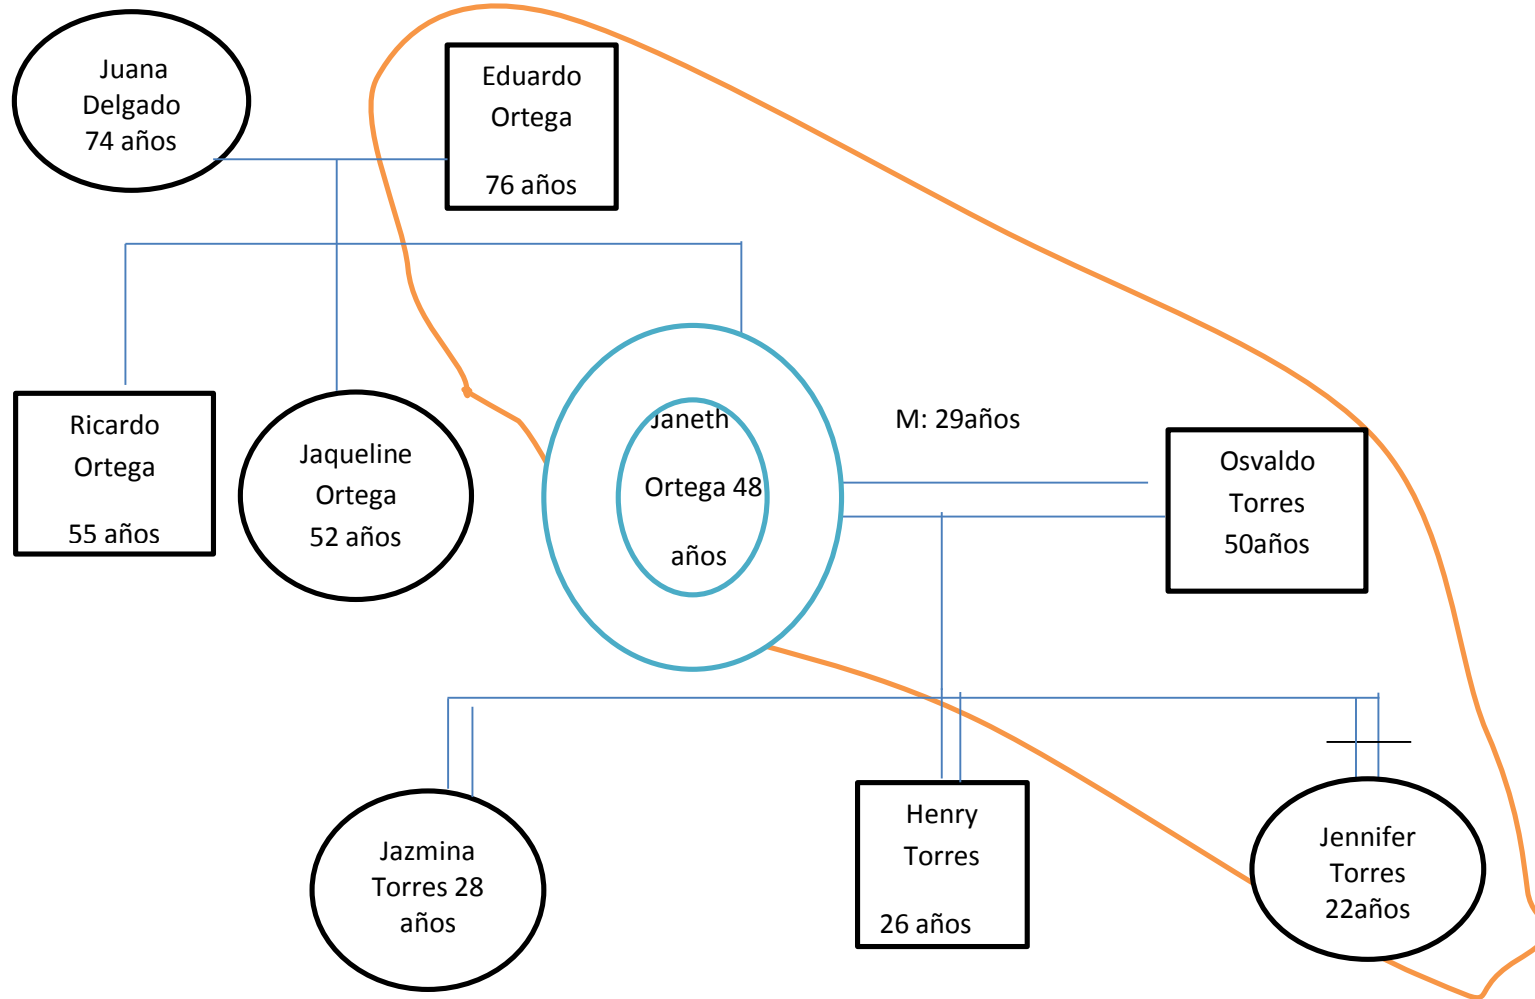 Juana
Delgado
74 años
Eduardo
Ortega
76 años
Ricardo
Ortega
55 años
Jaqueline
Ortega
52 años
Janeth
Ortega 48
años
M: 29años
Osvaldo
Torres
50años
Jazmina
Torres 28
años
Henry
Torres
26 años
Jennifer
Torres
22años